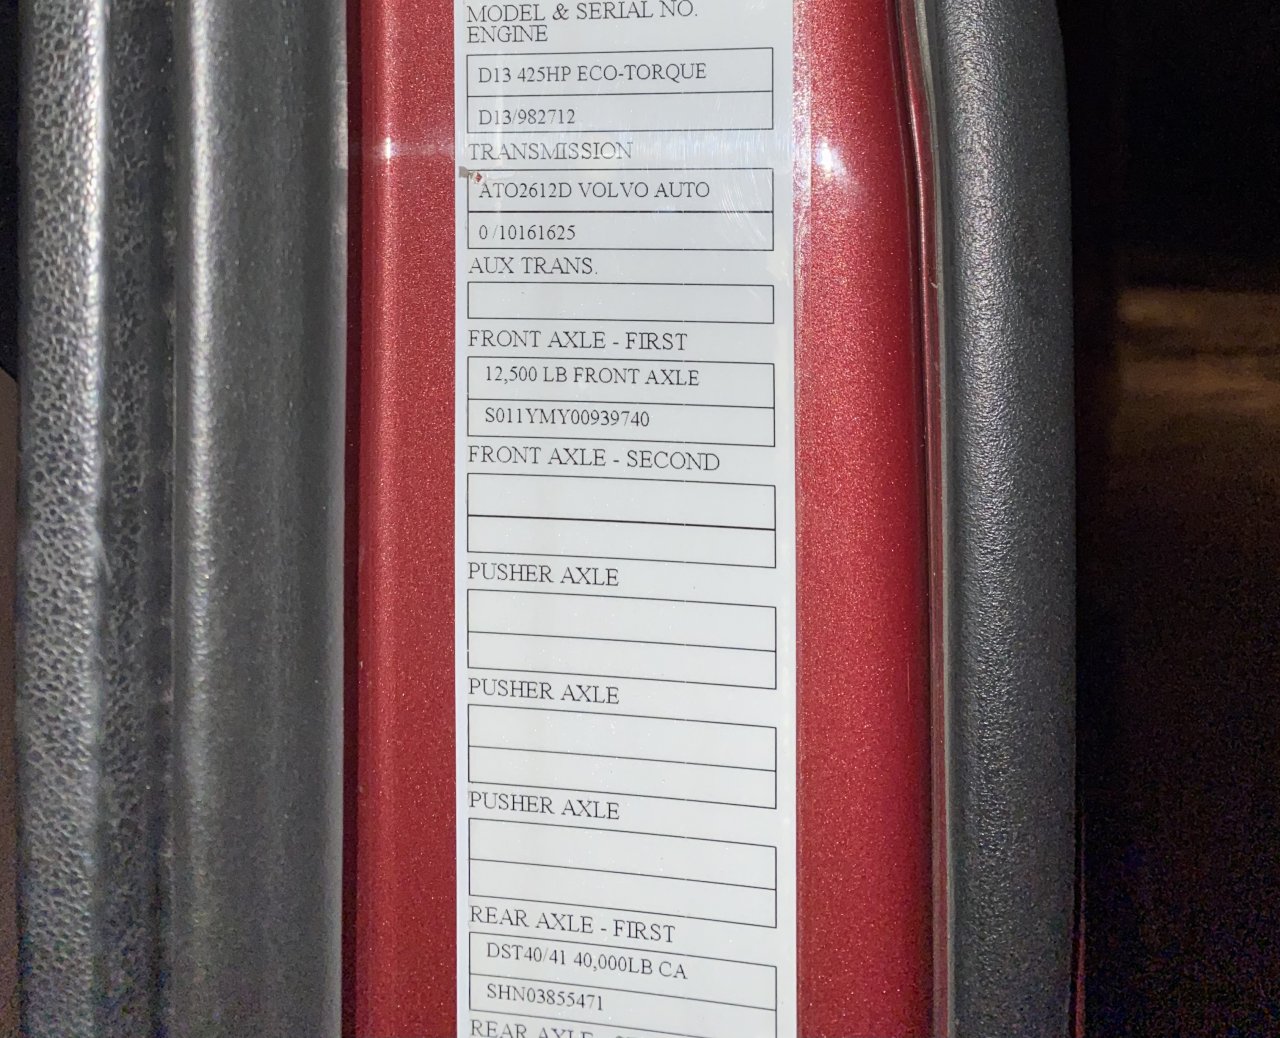 MODEL & SERIAL NO.
ENGINE
D13 425HP ECO-TORQUE
D13/982712
TRANSMISSION
ATO2612D VOLVO AUTO
0 /10161625
AUX TRANS.
FRONT AXLE - FIRST
12,500 LB FRONT AXLE
S011YMY00939740
FRONT AXLE - SECOND
PUSHER AXLE
PUSHER AXLE
PUSHER AXLE
REAR AXLE - FIRST
DST40/41 40,000LB CA
SHN03855471
REAR AXLE -